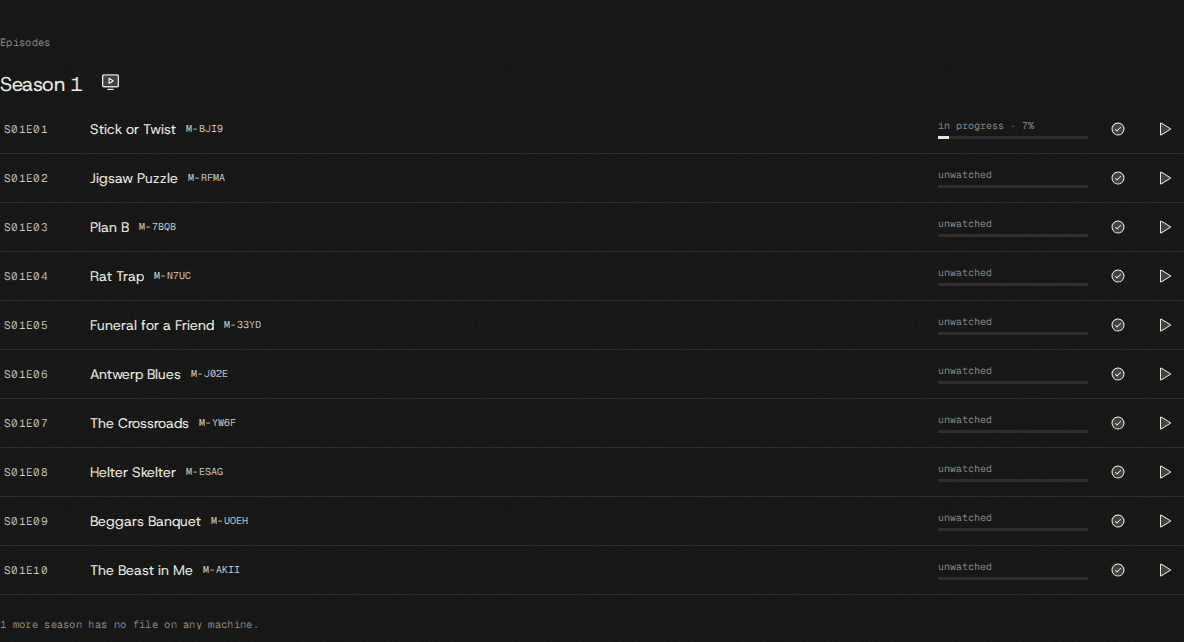 Episodes
Season 1
S01E01 Stick or Twist M-BJI9 in progress · 7%
S01E02 Jigsaw Puzzle M-RFMA unwatched
S01E03 Plan B M-7BQB unwatched
S01E04 Rat Trap M-N7UC unwatched
S01E05 Funeral for a Friend M-33YD unwatched
S01E06 Antwerp Blues M-J02E unwatched
S01E07 The Crossroads M-YW6F unwatched
S01E08 Helter Skelter M-ESAG unwatched
S01E09 Beggars Banquet M-UOEH unwatched
S01E10 The Beast in Me M-AKII unwatched
1 more season has no file on any machine.